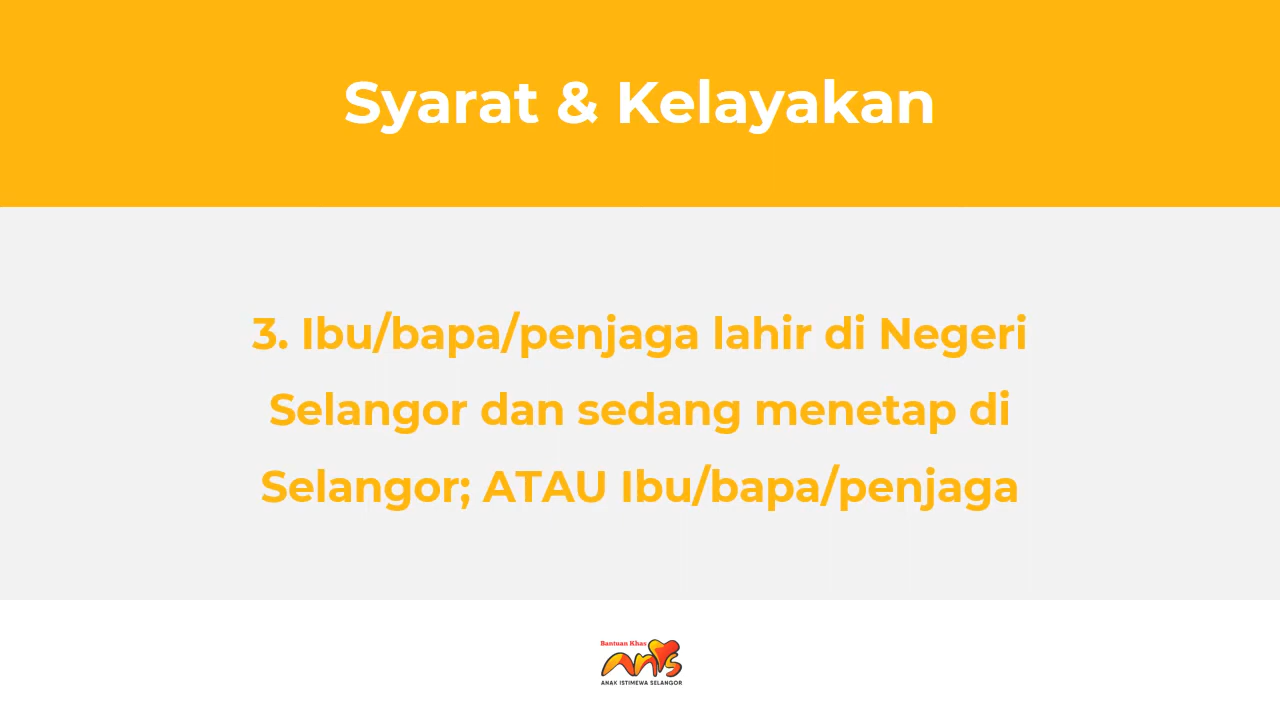 Syarat & Kelayakan
3. Ibu/bapa/penjaga lahir di Negeri
Selangor dan sedang menetap di
Selangor; ATAU Ibu/bapa/penjaga
Bantuan Khas
anis
ANAK ISTIMEWA SELANGOR